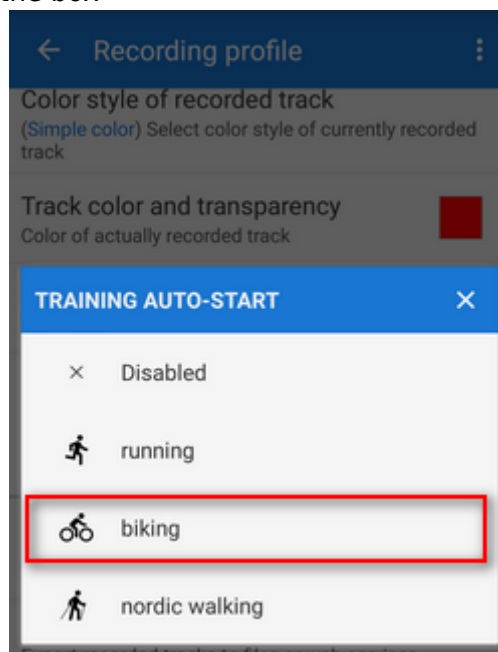 Recording profile
Color style of recorded track
(Simple color) Select color style of currently recorded
track
Track color and transparency
Color of actually recorded track
TRAINING AUTO-START
Disabled
running
biking
nordic walking